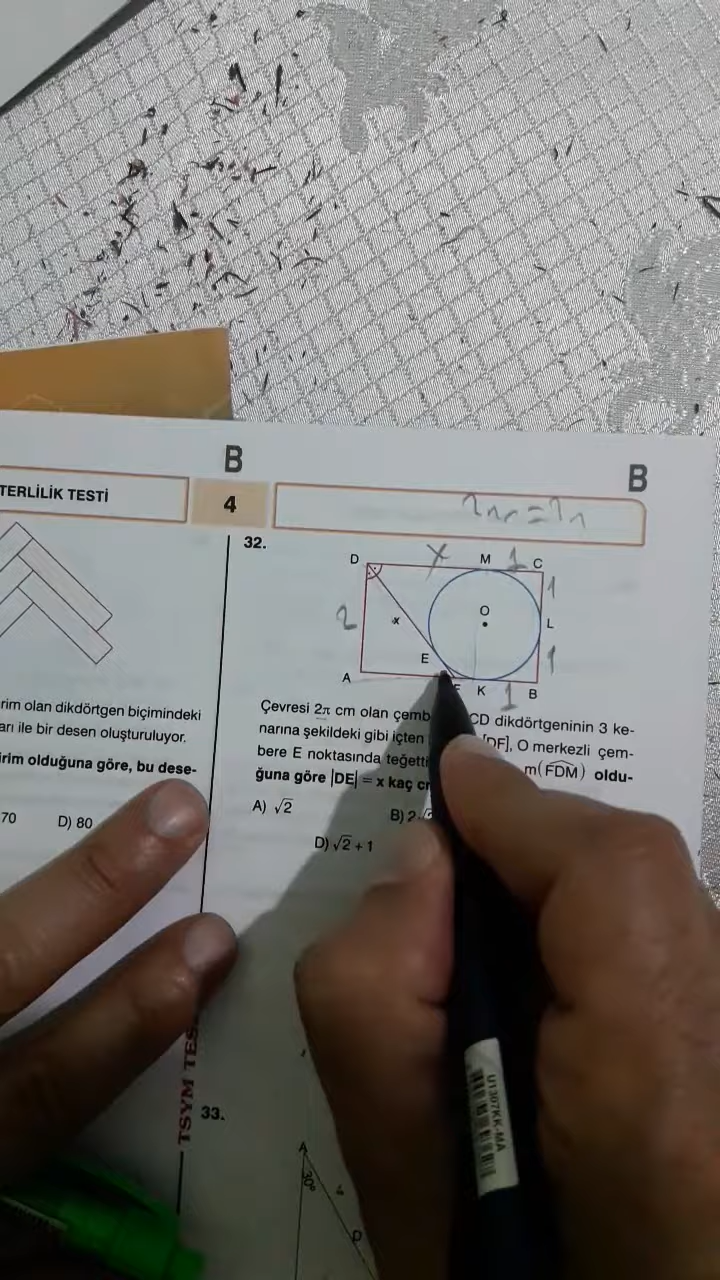 B
B
TERLİLİK TESTİ
4
2πr = 2π
32.
D
x
M
1
C
1
2
x
O
L
E
1
A
F
K
1
B
rim olan dikdörtgen biçimindeki
arı ile bir desen oluşturuluyor.
irim olduğuna göre, bu dese-
70
D) 80
Çevresi 2π cm olan çemb CD dikdörtgeninin 3 ke-
narına şekildeki gibi içten [DF], O merkezli çem-
bere E noktasında teğetti m(FDM) oldu-
ğuna göre |DE| = x kaç c
A) √2
B) 2
D) √2 + 1
TSYM TES
33.
A
30°
D
U1307KK-MA